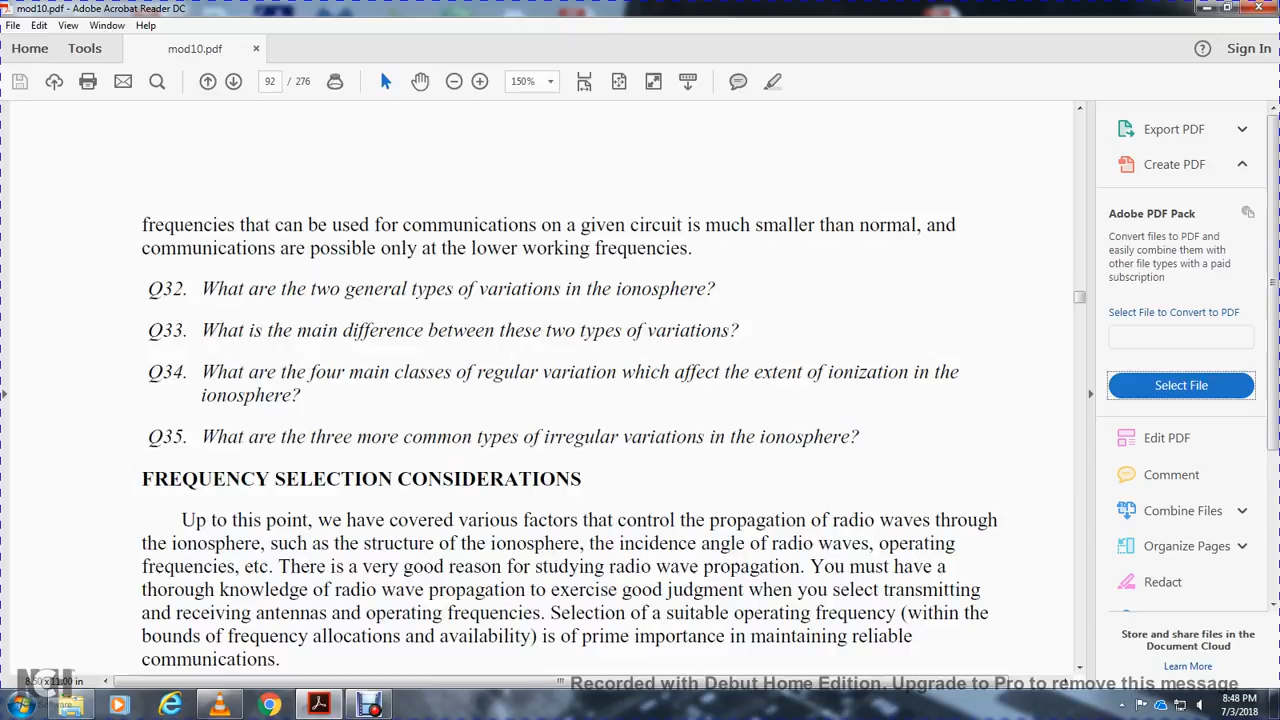 mod10.pdf - Adobe Acrobat Reader DC
File Edit View Window Help
Home Tools mod10.pdf × ? Sign In
92 / 276 150%
frequencies that can be used for communications on a given circuit is much smaller than normal, and
communications are possible only at the lower working frequencies.
Q32. What are the two general types of variations in the ionosphere?
Q33. What is the main difference between these two types of variations?
Q34. What are the four main classes of regular variation which affect the extent of ionization in the
ionosphere?
Q35. What are the three more common types of irregular variations in the ionosphere?
FREQUENCY SELECTION CONSIDERATIONS
Up to this point, we have covered various factors that control the propagation of radio waves through
the ionosphere, such as the structure of the ionosphere, the incidence angle of radio waves, operating
frequencies, etc. There is a very good reason for studying radio wave propagation. You must have a
thorough knowledge of radio wave propagation to exercise good judgment when you select transmitting
and receiving antennas and operating frequencies. Selection of a suitable operating frequency (within the
bounds of frequency allocations and availability) is of prime importance in maintaining reliable
communications.
Export PDF
Create PDF
Adobe PDF Pack
Convert files to PDF and
easily combine them with
other file types with a paid
subscription
Select File to Convert to PDF
Select File
Edit PDF
Comment
Combine Files
Organize Pages
Redact
Store and share files in the
Document Cloud
Learn More
8.50 x 11.00 in
NCH Software
Recorded with Debut Home Edition. Upgrade to Pro to remove this message
8:48 PM
7/3/2018